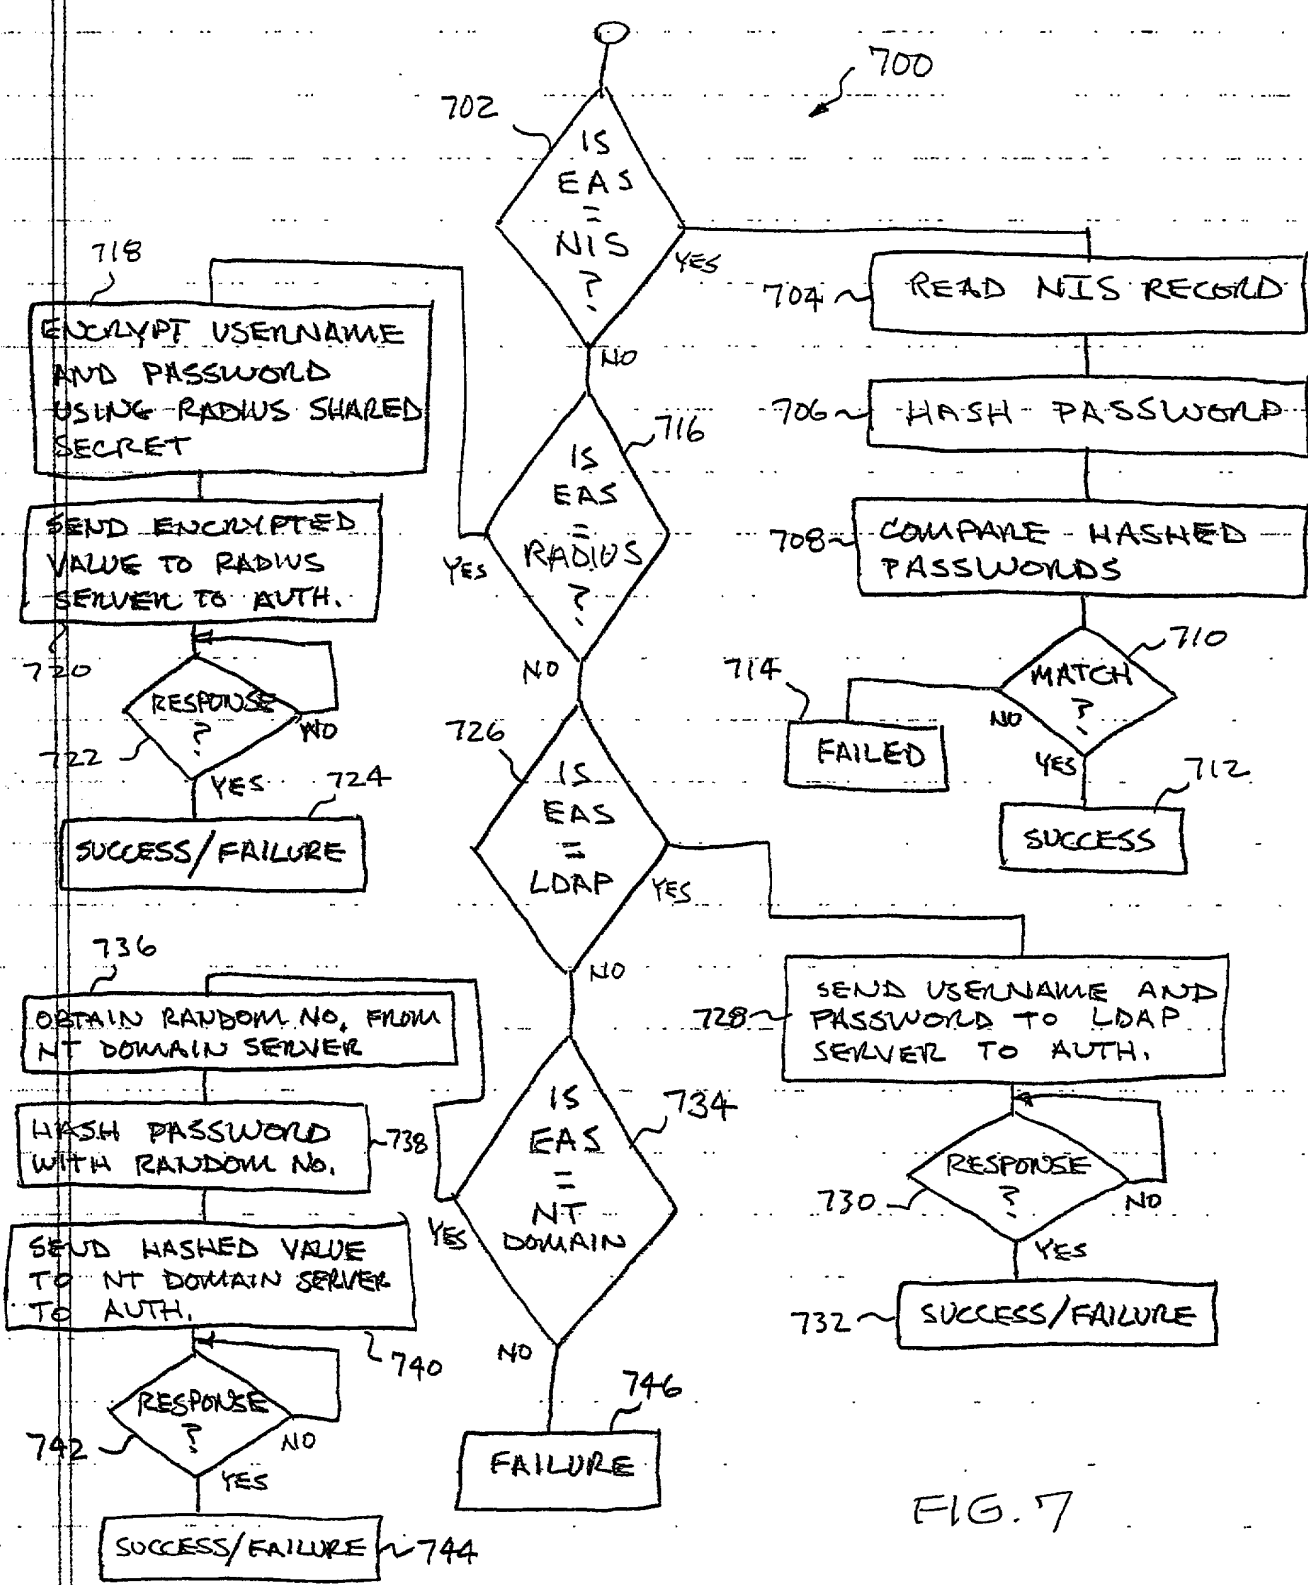 700
702
IS
EAS
=
NIS
?
YES
NO
704
READ NIS RECORD
706
HASH PASSWORD
708
COMPARE HASHED
PASSWORDS
710
MATCH
?
NO
YES
714
FAILED
712
SUCCESS
716
IS
EAS
=
RADIUS
?
YES
NO
718
ENCRYPT USERNAME
AND PASSWORD
USING RADIUS SHARED
SECRET
SEND ENCRYPTED
VALUE TO RADIUS
SERVER TO AUTH.
720
RESPONSE
?
NO
722
YES
724
SUCCESS/FAILURE
726
IS
EAS
=
LDAP
YES
NO
728
SEND USERNAME AND
PASSWORD TO LDAP
SERVER TO AUTH.
RESPONSE
?
730
NO
YES
732
SUCCESS/FAILURE
734
IS
EAS
=
NT
DOMAIN
YES
NO
736
OBTAIN RANDOM NO. FROM
NT DOMAIN SERVER
HASH PASSWORD
WITH RANDOM NO.
738
SEND HASHED VALUE
TO NT DOMAIN SERVER
TO AUTH.
740
RESPONSE
?
742
NO
YES
SUCCESS/FAILURE
744
746
FAILURE
FIG. 7